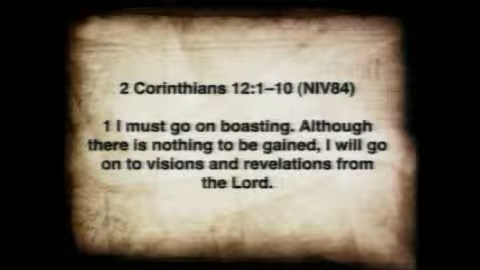 2 Corinthians 12:1–10 (NIV84)
1 I must go on boasting. Although
there is nothing to be gained, I will go
on to visions and revelations from
the Lord.